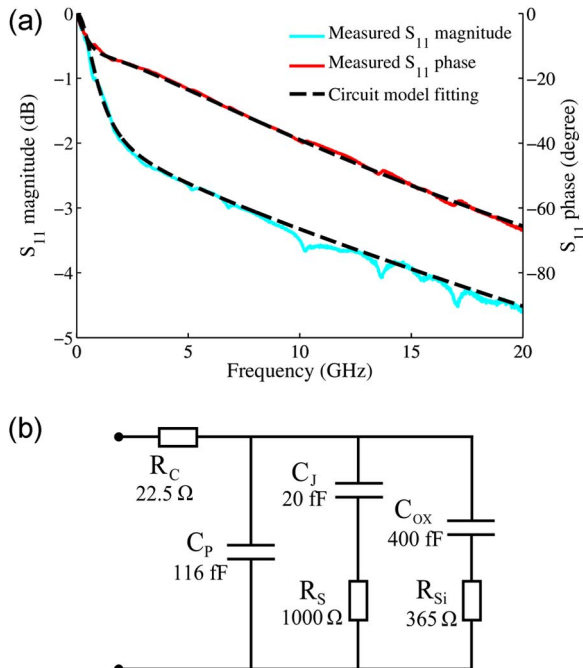 (a)
0
-1
-2
-3
-4
-5
S11 magnitude (dB)
Measured S11 magnitude
Measured S11 phase
Circuit model fitting
0
-20
-40
-60
-80
S11 phase (degree)
0 5 10 15 20
Frequency (GHz)
(b)
RC
22.5 Ω
CP
116 fF
CJ
20 fF
RS
1000 Ω
COX
400 fF
RSi
365 Ω